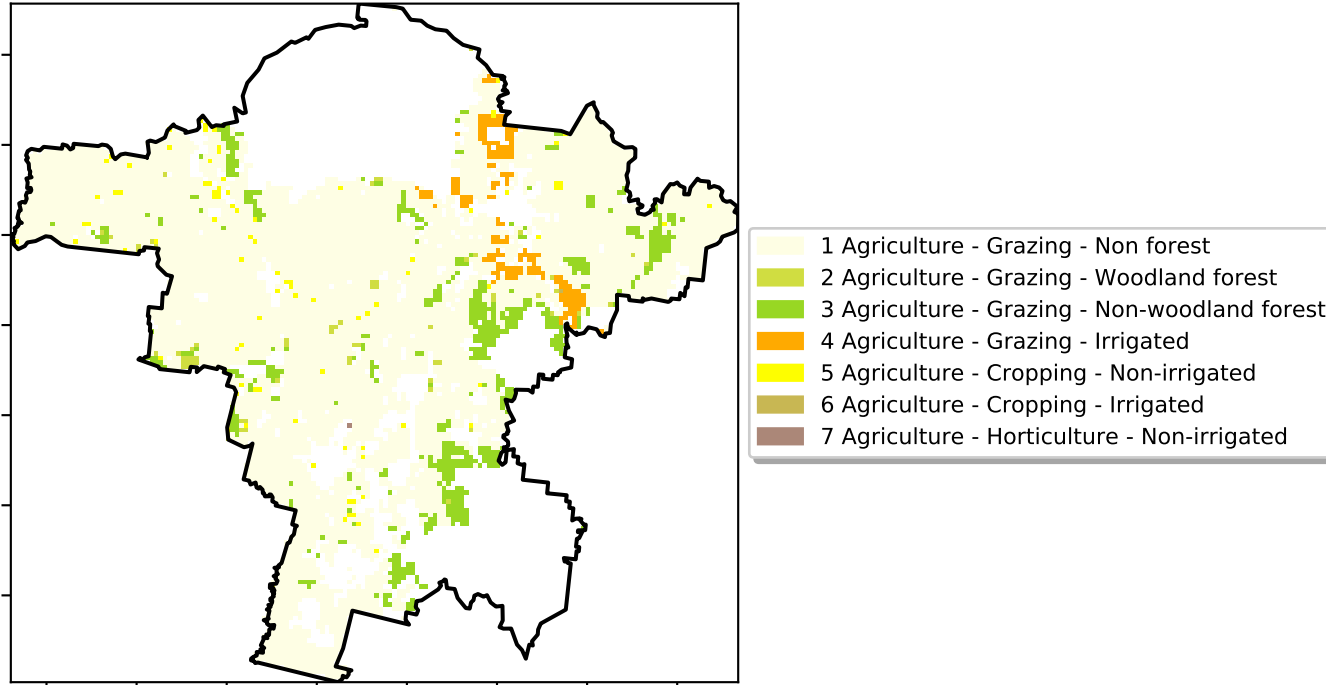 1 Agriculture - Grazing - Non forest
2 Agriculture - Grazing - Woodland forest
3 Agriculture - Grazing - Non-woodland forest
4 Agriculture - Grazing - Irrigated
5 Agriculture - Cropping - Non-irrigated
6 Agriculture - Cropping - Irrigated
7 Agriculture - Horticulture - Non-irrigated